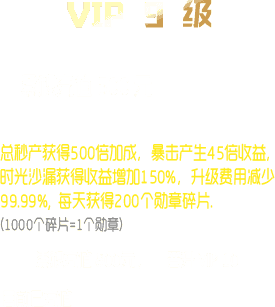 VIP 等级
总秒产获得500倍加成，暴击产生45倍收益,
时光沙漏获得收益增加150%，升级费用减少
99.99%, 每天获得200个勋章碎片.
(1000个碎片=1个勋章)